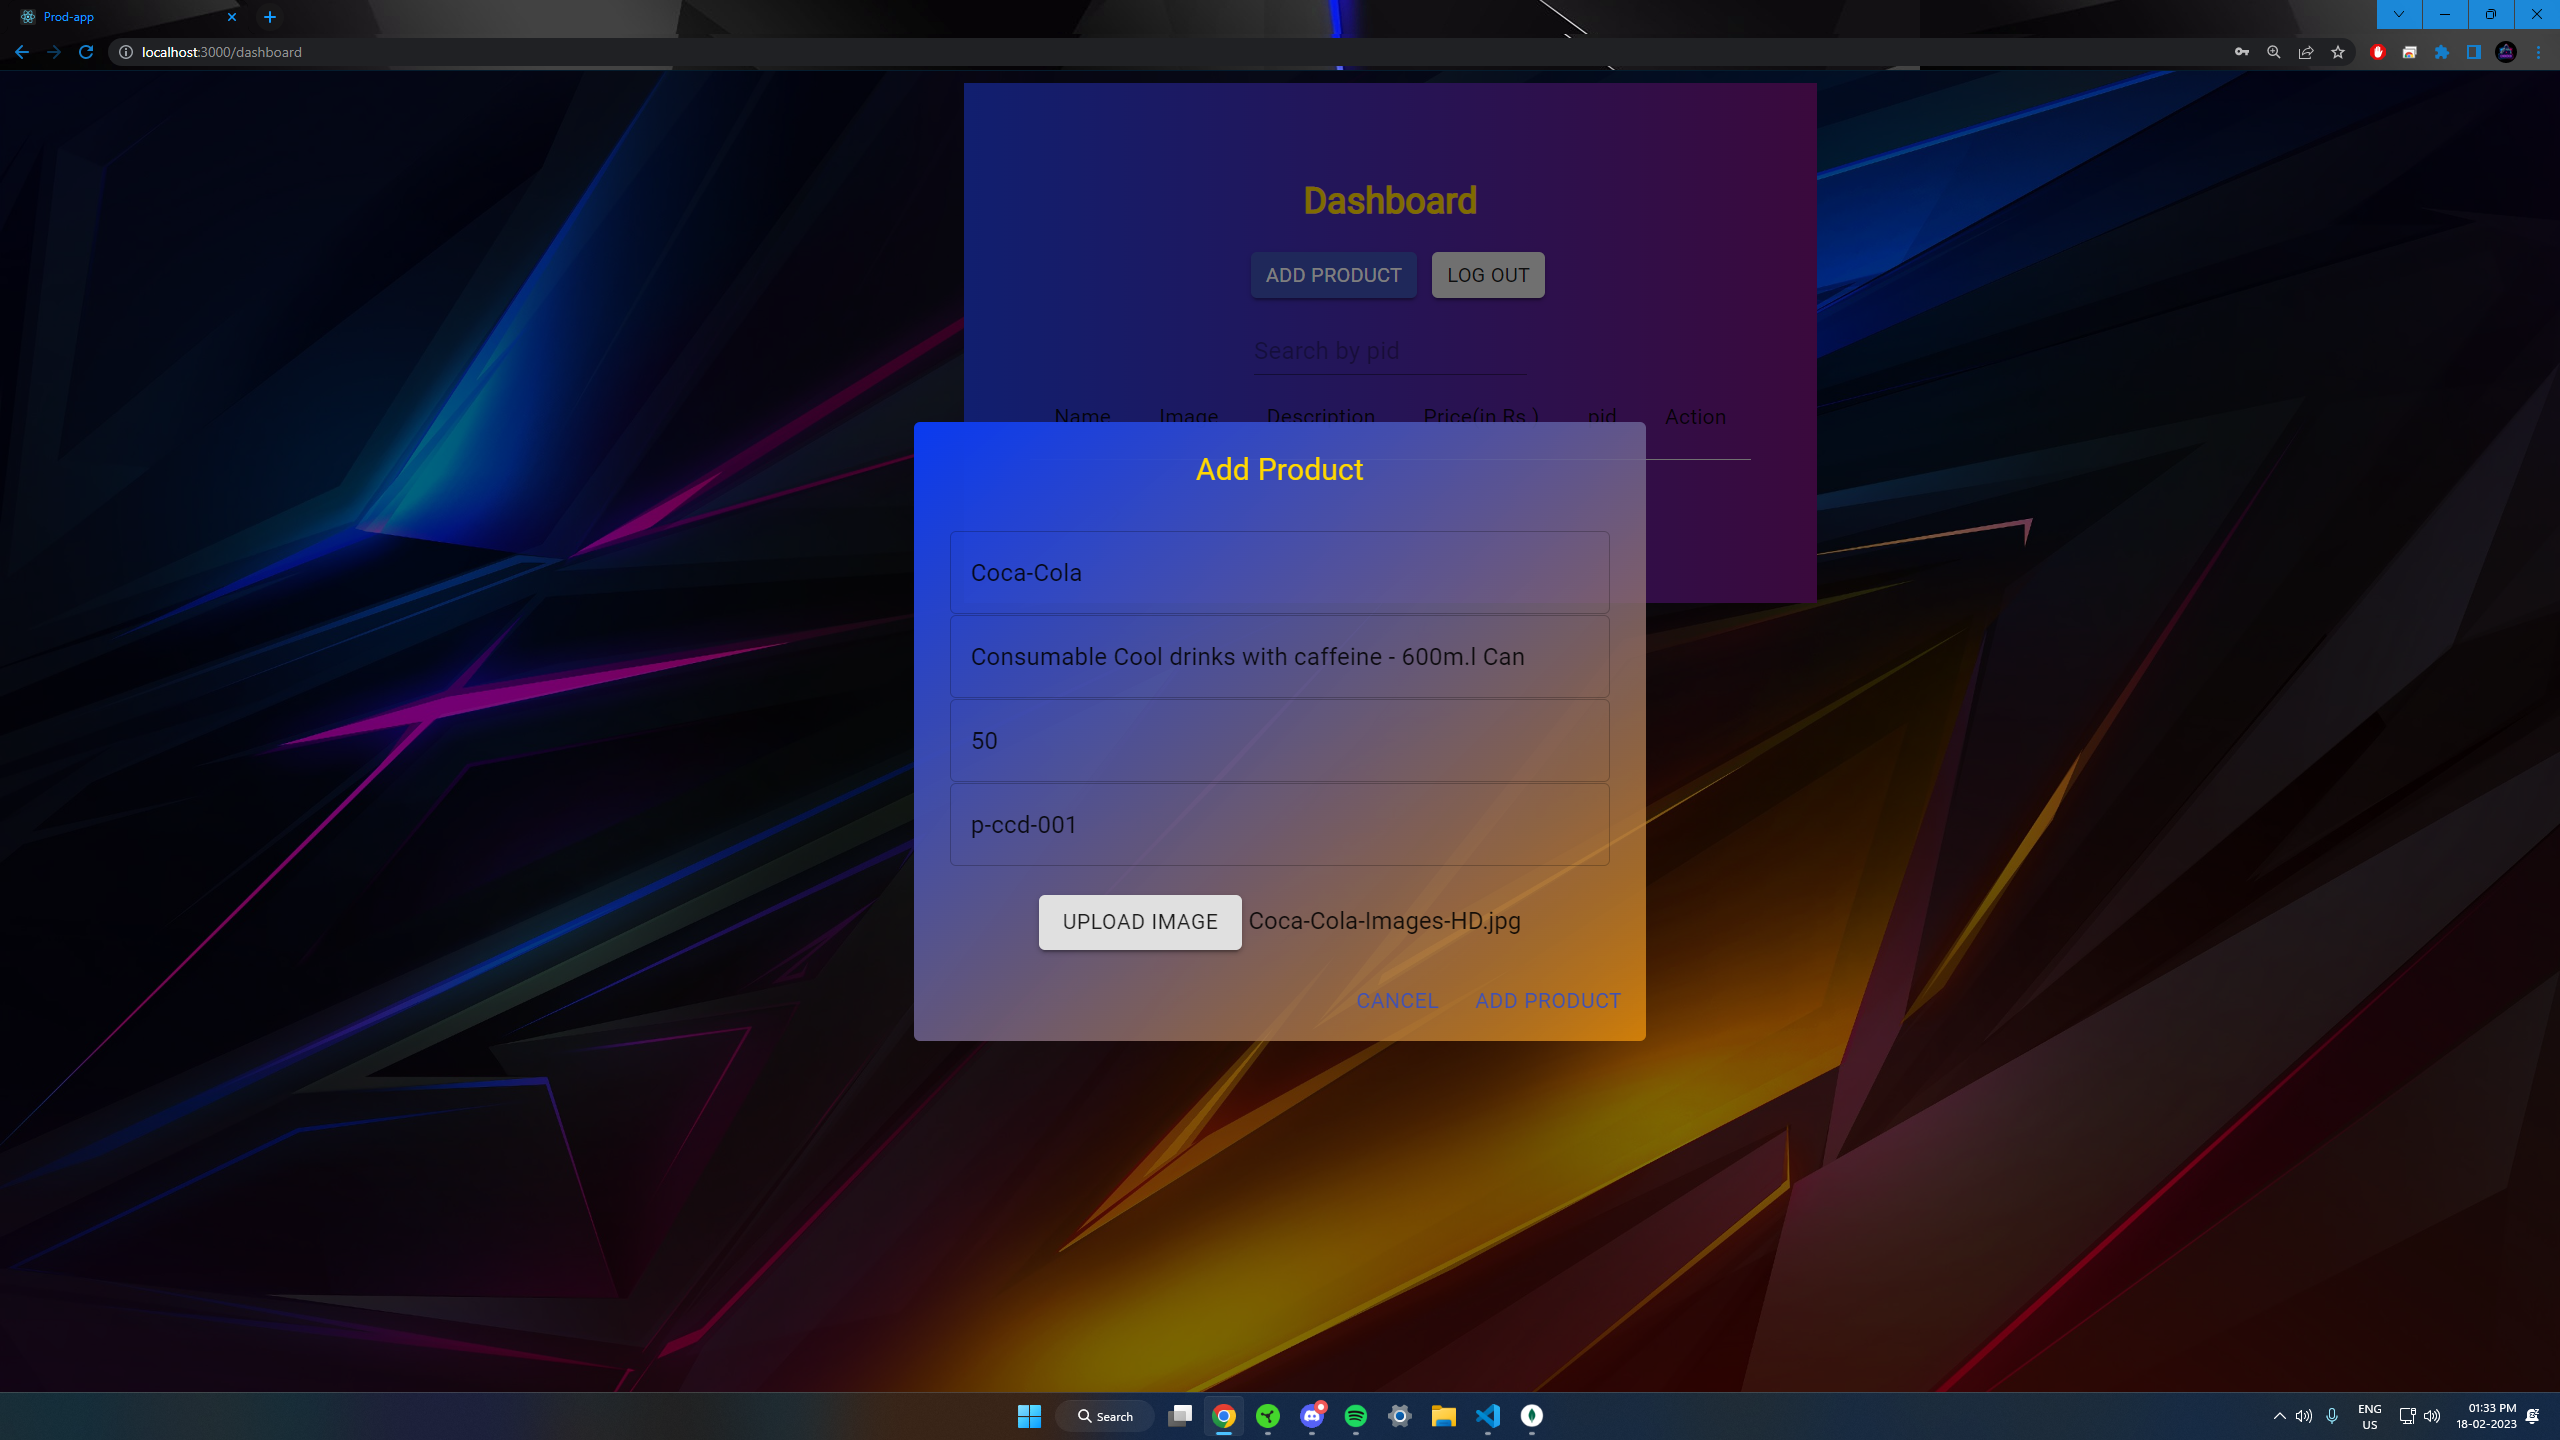 Prod-app
localhost:3000/dashboard
Dashboard
ADD PRODUCT LOG OUT
Search by pid
Name Image Description Price(in Rs.) pid Action
Add Product
Coca-Cola
Consumable Cool drinks with caffeine - 600m.l Can
50
p-ccd-001
UPLOAD IMAGE Coca-Cola-Images-HD.jpg
CANCEL ADD PRODUCT
Search
ENG
US
01:33 PM
18-02-2023